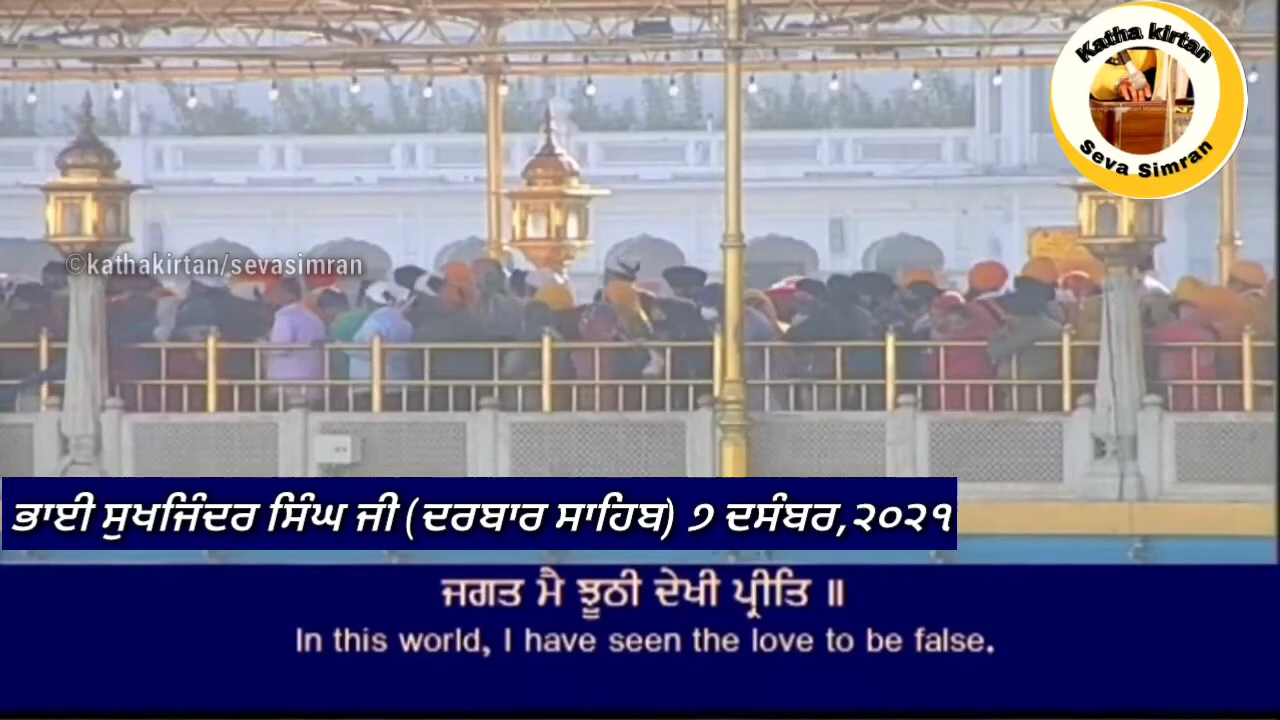 Katha kirtan
Seva Simran
©kathakirtan/sevasimran
ਭਾਈ ਸੁਖਜਿੰਦਰ ਸਿੰਘ ਜੀ (ਦਰਬਾਰ ਸਾਹਿਬ) ੭ ਦਸੰਬਰ,੨੦੨੧
ਜਗਤ ਮੈ ਝੂਠੀ ਦੇਖੀ ਪ੍ਰੀਤਿ ॥
In this world, I have seen the love to be false.